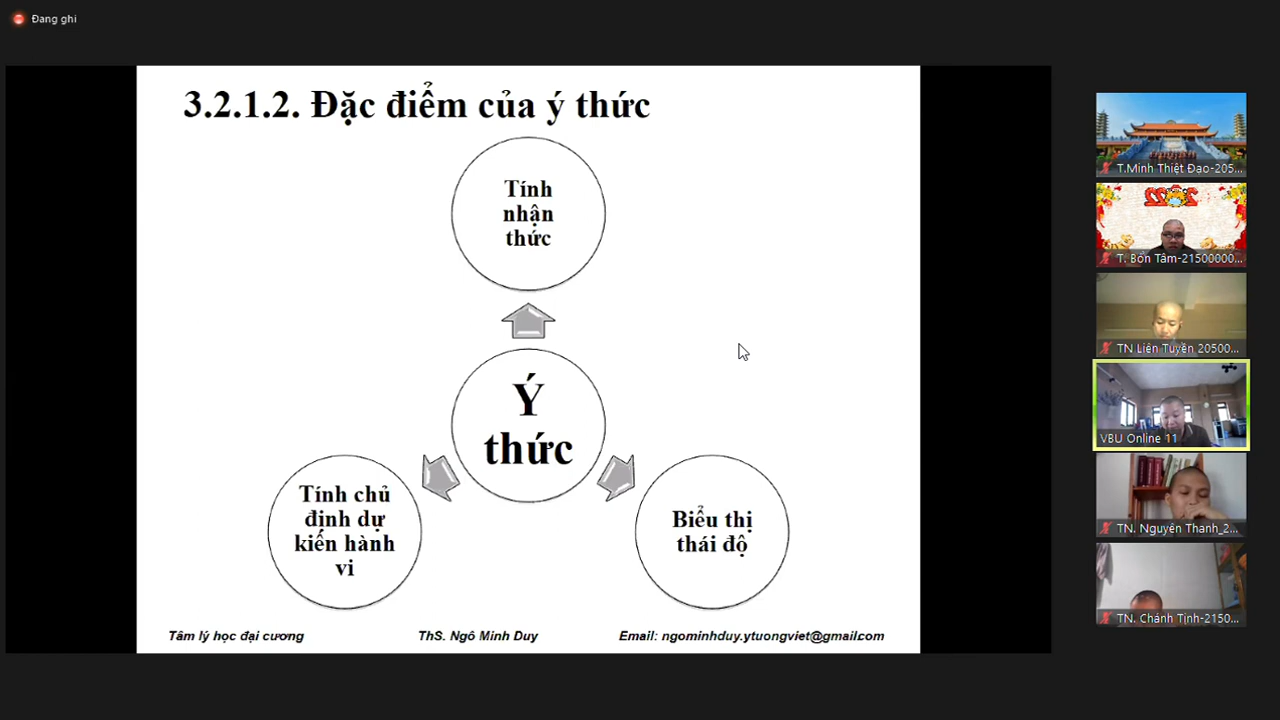 Đang ghi
3.2.1.2. Đặc điểm của ý thức
Tính
nhận
thức
Ý
thức
Tính chủ
định dự
kiến hành
vi
Biểu thị
thái độ
Tâm lý học đại cương
ThS. Ngô Minh Duy
Email: ngominhduy.ytuongviet@gmail.com
T.Minh Thiệt Đạo-205...
2022
T. Bổn Tâm-21500000...
TN Liên Tuyền 20500...
VBU Online 11
TN. Nguyên Thanh_2...
TN. Chánh Tịnh-2150...